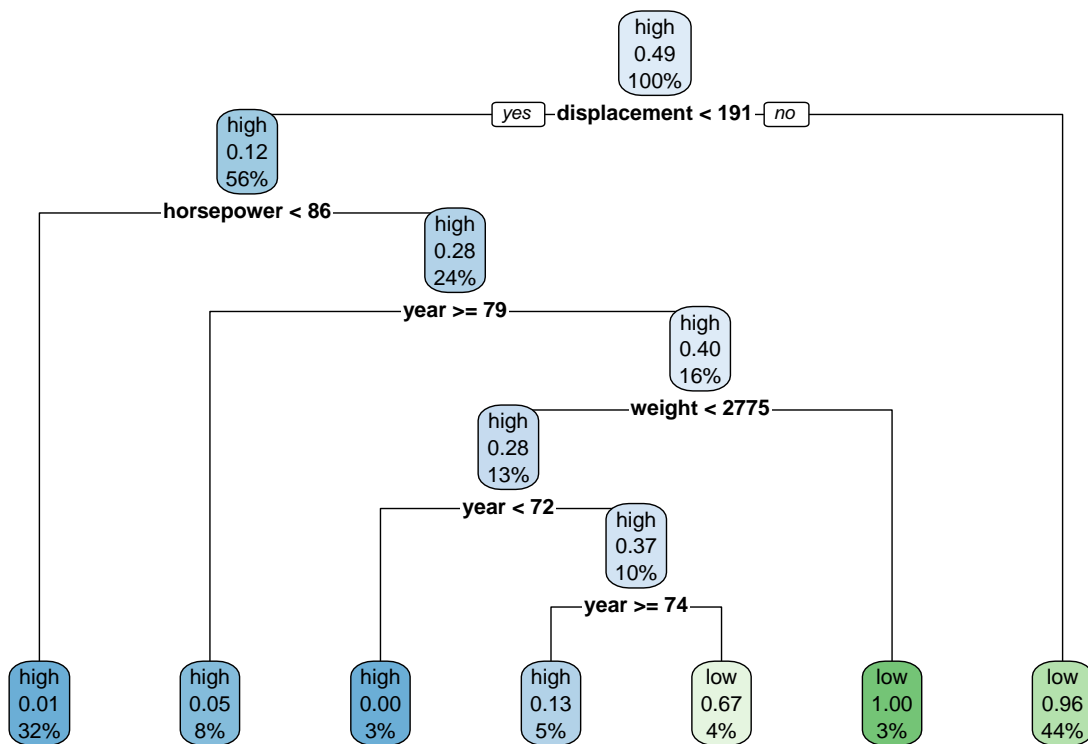 high
0.49
100%
yes displacement < 191 no
high
0.12
56%
horsepower < 86
high
0.28
24%
year >= 79
high
0.40
16%
weight < 2775
high
0.28
13%
year < 72
high
0.37
10%
year >= 74
high
0.01
32%
high
0.05
8%
high
0.00
3%
high
0.13
5%
low
0.67
4%
low
1.00
3%
low
0.96
44%